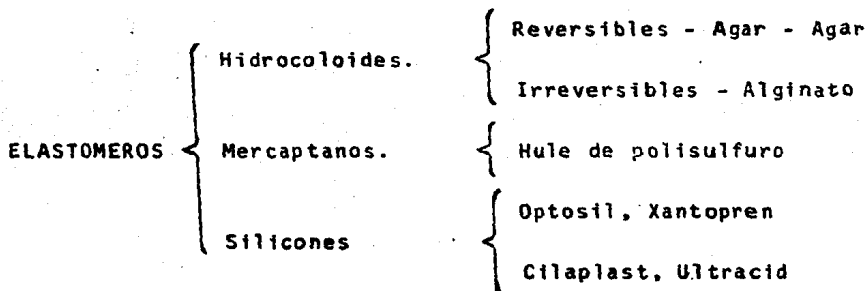 Reversibles - Agar - Agar
Hidrocoloides.
Irreversibles - Alginato
ELASTOMEROS Mercaptanos. Hule de polisulfuro
Optosil, Xantopren
Silicones
Cilaplast, Ultracid